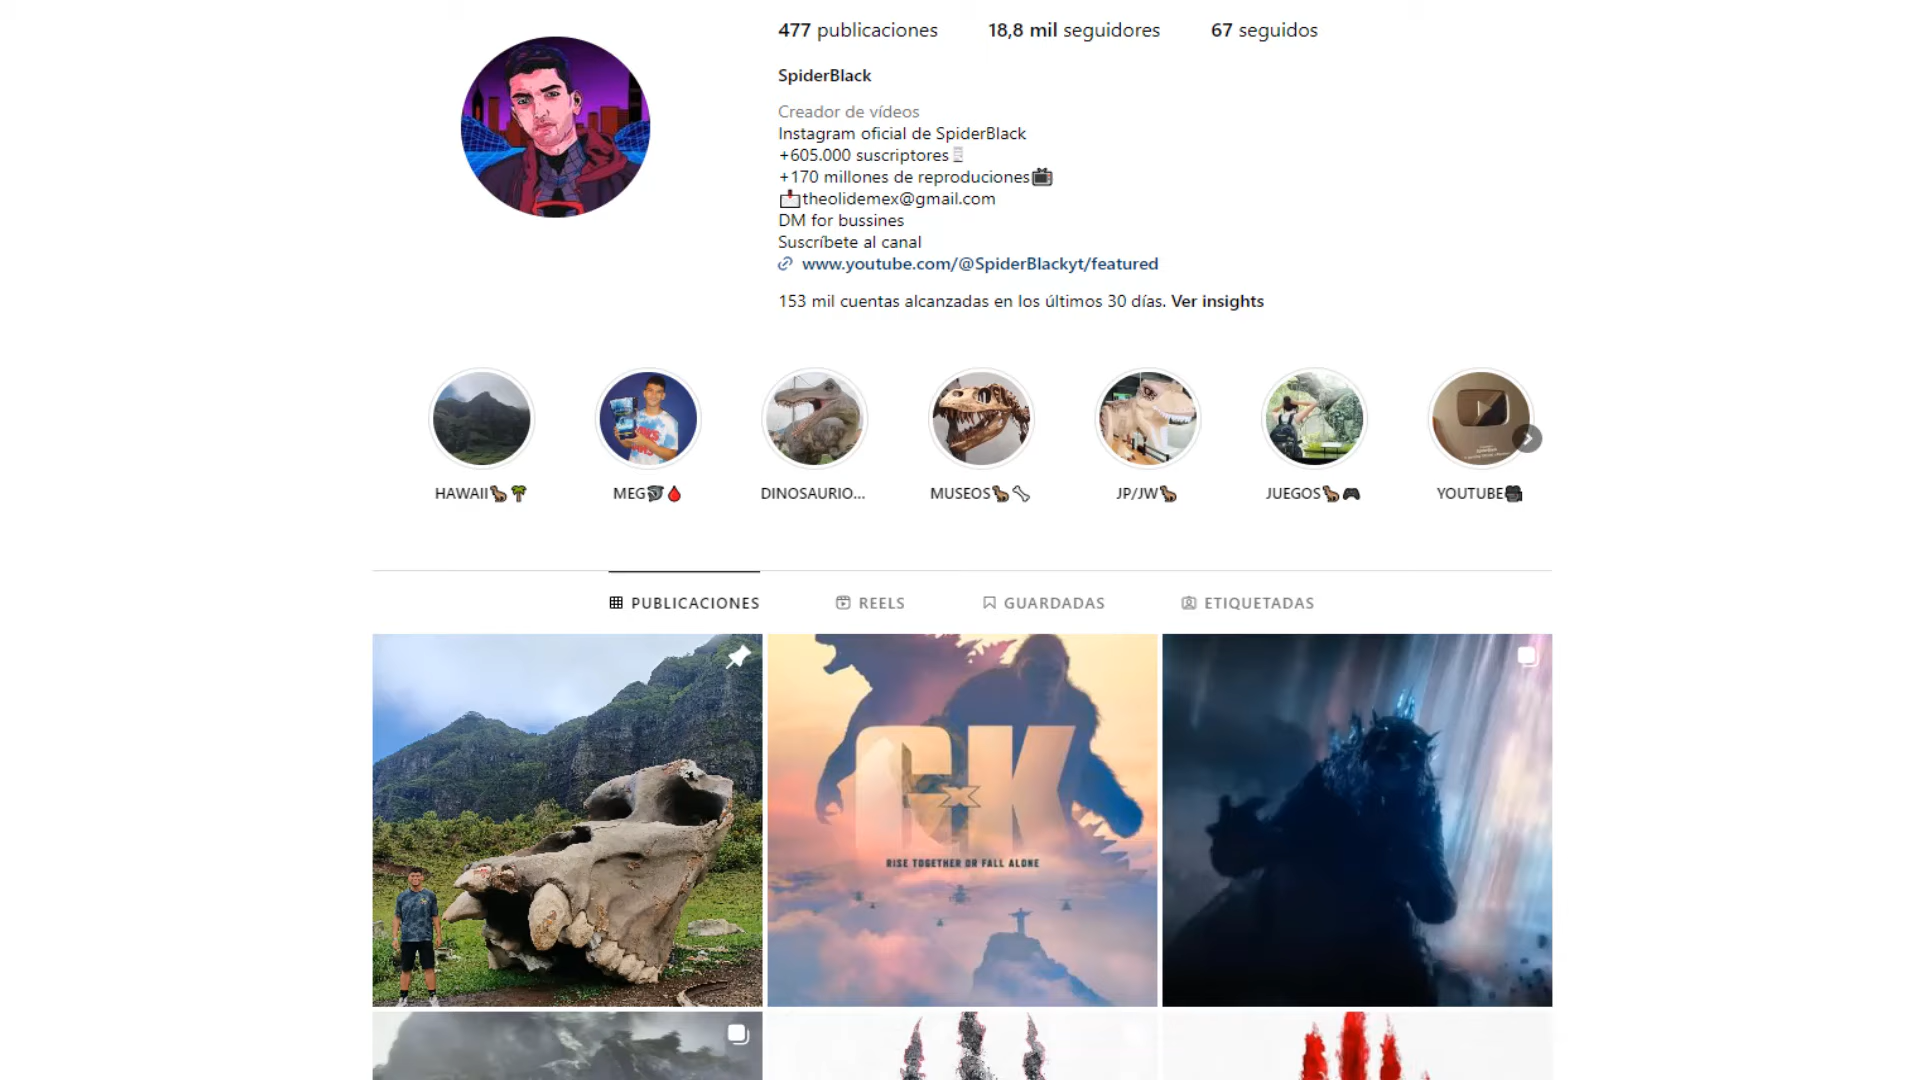 477 publicaciones 18,8 mil seguidores 67 seguidos
SpiderBlack
Creador de vídeos
Instagram oficial de SpiderBlack
+605.000 suscriptores
+170 millones de reproduciones
theolidemex@gmail.com
DM for bussines
Suscríbete al canal
www.youtube.com/@SpiderBlackyt/featured
153 mil cuentas alcanzadas en los últimos 30 días. Ver insights
HAWAII MEG DINOSAURIO... MUSEOS JP/JW JUEGOS YOUTUBE
PUBLICACIONES REELS GUARDADAS ETIQUETADAS
GxK
RISE TOGETHER OR FALL ALONE